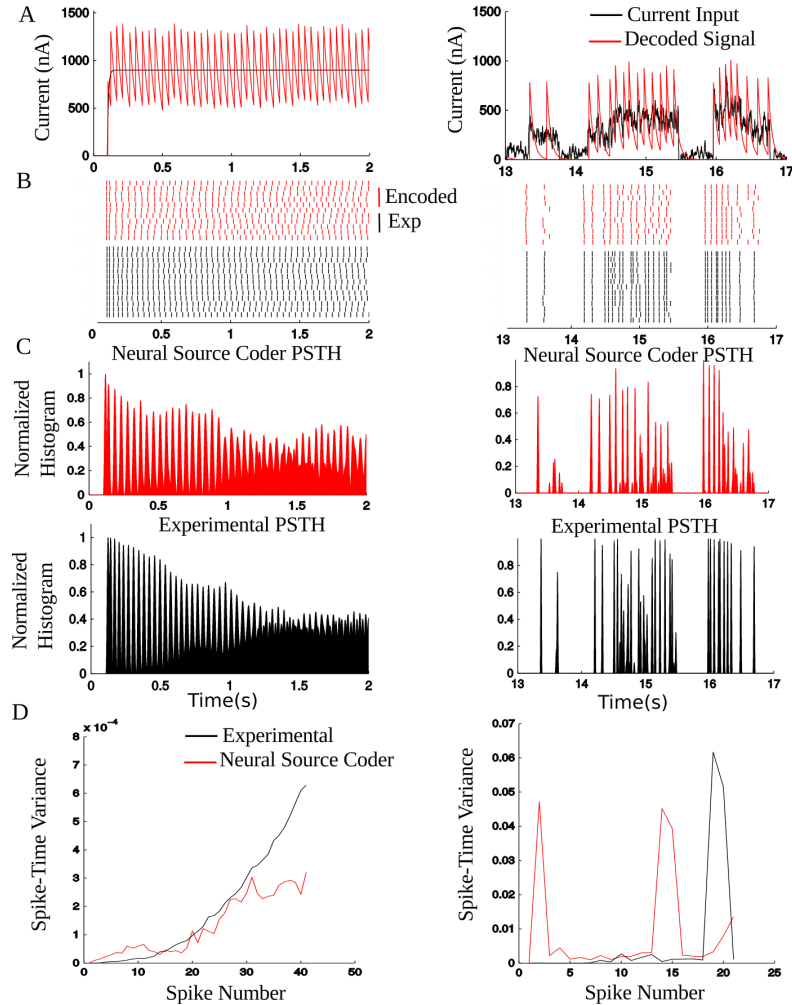 A
1500
1000
500
0
Current (nA)
0 0.5 1 1.5 2
1500
1000
500
0
Current (nA)
Current Input
Decoded Signal
13 14 15 16 17
B
Encoded
Exp
0 0.5 1 1.5 2
13 14 15 16 17
C
Neural Source Coder PSTH
1
0.8
0.6
0.4
0.2
0
Normalized
Histogram
0 0.5 1 1.5 2
Neural Source Coder PSTH
1
0.8
0.6
0.4
0.2
0
13 14 15 16 17
Experimental PSTH
1
0.8
0.6
0.4
0.2
0
Normalized
Histogram
0 0.5 1 1.5 2
Time(s)
Experimental PSTH
0.8
0.6
0.4
0.2
0
13 14 15 16 17
Time(s)
D
x 10⁻⁴
8
7
6
5
4
3
2
1
0
Spike-Time Variance
Experimental
Neural Source Coder
0 10 20 30 40 50
Spike Number
0.07
0.06
0.05
0.04
0.03
0.02
0.01
0
Spike-Time Variance
0 5 10 15 20 25
Spike Number